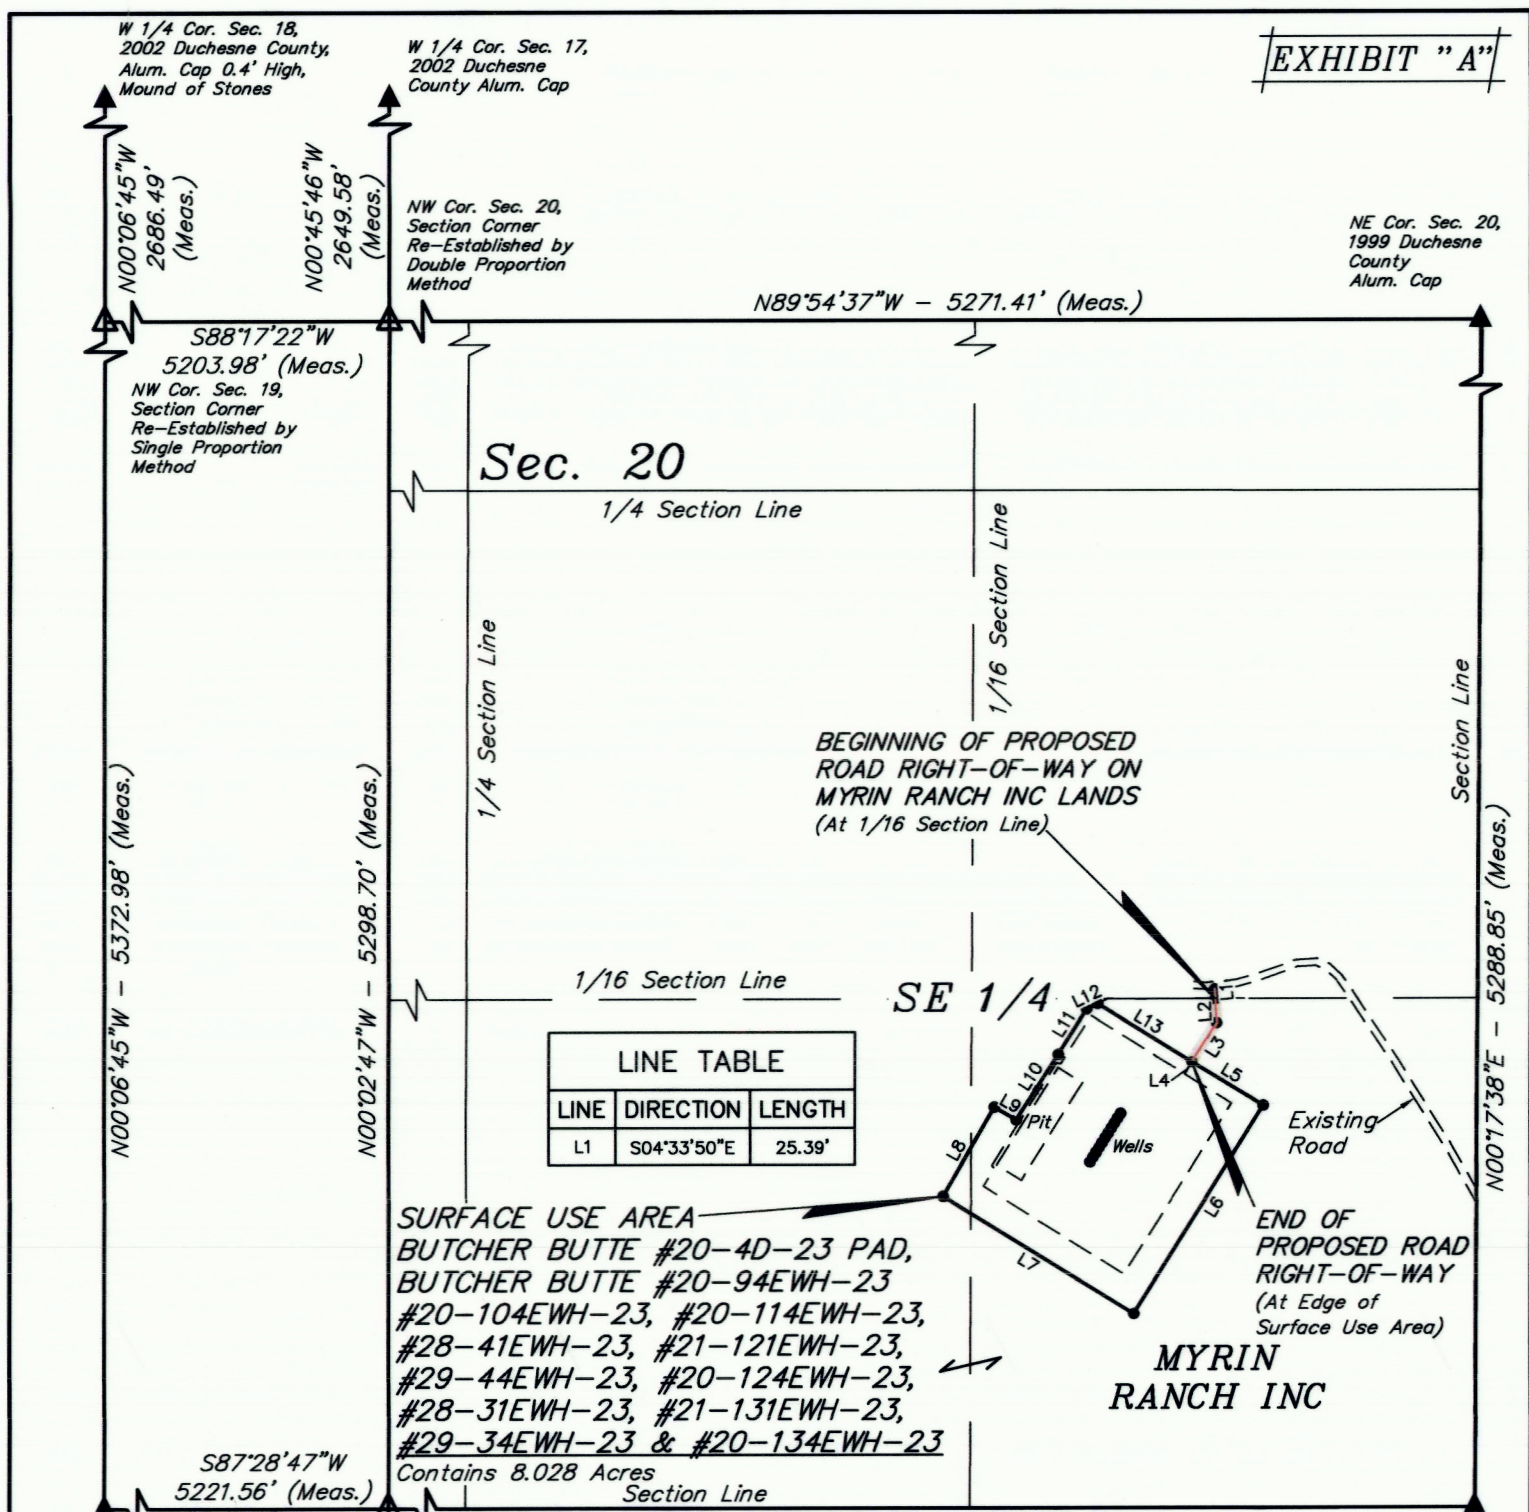 EXHIBIT "A"
W 1/4 Cor. Sec. 18,
2002 Duchesne County,
Alum. Cap 0.4' High,
Mound of Stones
W 1/4 Cor. Sec. 17,
2002 Duchesne
County Alum. Cap
N00°06'45"W
2686.49'
(Meas.)
N00°45'46"W
2649.58'
(Meas.)
NW Cor. Sec. 20,
Section Corner
Re-Established by
Double Proportion
Method
NE Cor. Sec. 20,
1999 Duchesne
County
Alum. Cap
N89°54'37"W - 5271.41' (Meas.)
S88°17'22"W
5203.98' (Meas.)
NW Cor. Sec. 19,
Section Corner
Re-Established by
Single Proportion
Method
Sec. 20
1/4 Section Line
1/16 Section Line
1/4 Section Line
Section Line
BEGINNING OF PROPOSED
ROAD RIGHT-OF-WAY ON
MYRIN RANCH INC LANDS
(At 1/16 Section Line)
N00°06'45"W - 5372.98' (Meas.)
N00°02'47"W - 5298.70' (Meas.)
N00°17'38"E - 5288.85' (Meas.)
1/16 Section Line
SE 1/4
L2
L3
L4
L5
L6
L7
L8
L9
L10
L11
L12
L13
Pit
Wells
Existing
Road
LINE TABLE
LINE DIRECTION LENGTH
L1 S04°33'50"E 25.39'
SURFACE USE AREA
BUTCHER BUTTE #20-4D-23 PAD,
BUTCHER BUTTE #20-94EWH-23
#20-104EWH-23, #20-114EWH-23,
#28-41EWH-23, #21-121EWH-23,
#29-44EWH-23, #20-124EWH-23,
#28-31EWH-23, #21-131EWH-23,
#29-34EWH-23 & #20-134EWH-23
Contains 8.028 Acres
END OF
PROPOSED ROAD
RIGHT-OF-WAY
(At Edge of
Surface Use Area)
MYRIN
RANCH INC
S87°28'47"W
5221.56' (Meas.)
Section Line